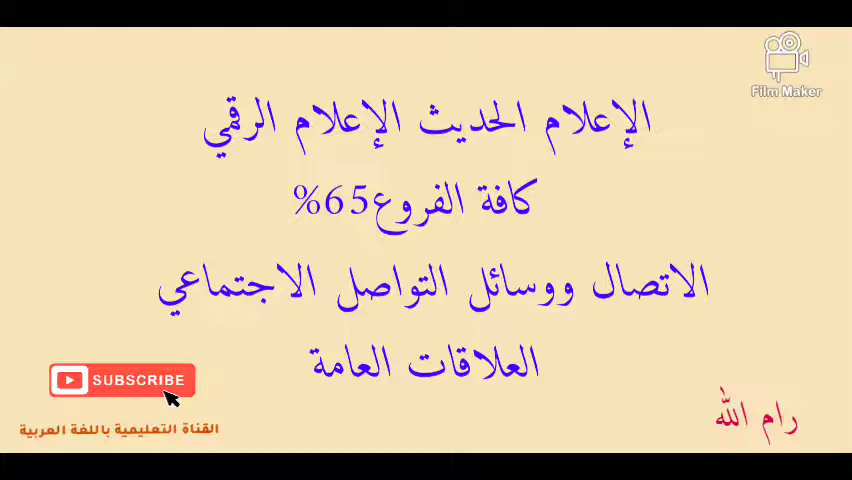 Film Maker
الإعلام الحديث الإعلام الرقمي
كافة الفروع65%
الاتصال ووسائل التواصل الاجتماعي
العلاقات العامة
SUBSCRIBE
رام الله
القناة التعليمية باللغة العربية